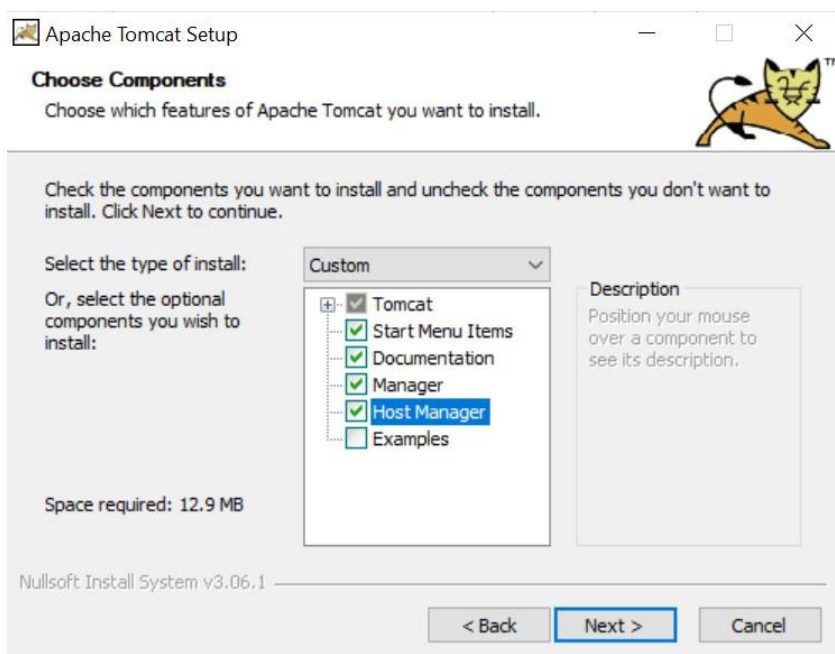 Apache Tomcat Setup
TM
Choose Components
Choose which features of Apache Tomcat you want to install.
Check the components you want to install and uncheck the components you don't want to
install. Click Next to continue.
Select the type of install:
Custom
Or, select the optional
components you wish to
install:
Tomcat
Start Menu Items
Documentation
Manager
Host Manager
Examples
Description
Position your mouse
over a component to
see its description.
Space required: 12.9 MB
Nullsoft Install System v3.06.1
< Back
Next >
Cancel